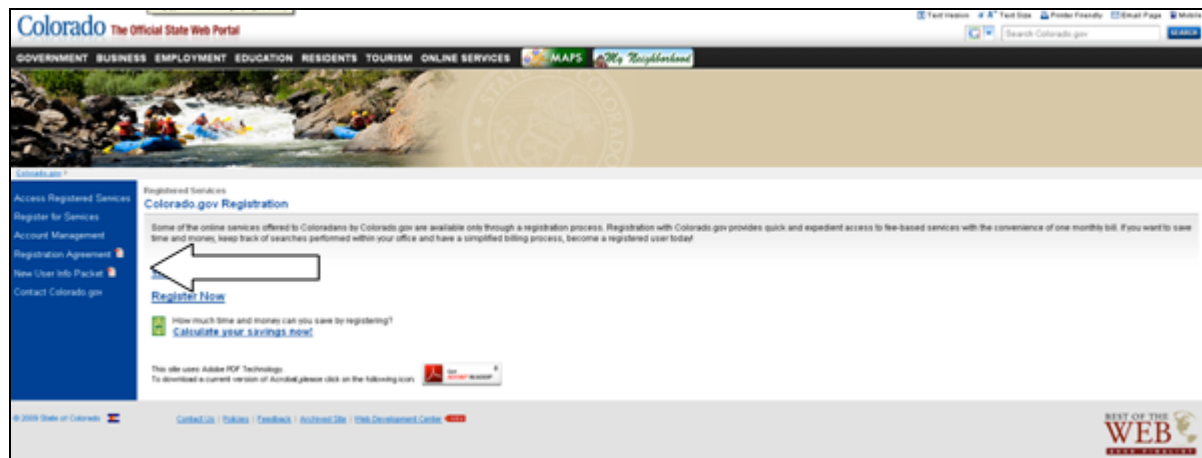 Colorado The Official State Web Portal
Text Version Text Size Printer Friendly Email Page Mobile
Search Colorado.gov SEARCH
GOVERNMENT BUSINESS EMPLOYMENT EDUCATION RESIDENTS TOURISM ONLINE SERVICES MAPS My Neighborhood
STATE COLORADO
Colorado.gov
Access Registered Services
Register for Services
Account Management
Registration Agreement
New User Info Packet
Contact Colorado.gov
Registered Services
Colorado.gov Registration
Some of the online services offered to Coloradans by Colorado.gov are available only through a registration process. Registration with Colorado.gov provides quick and expedient access to fee-based services with the convenience of one monthly bill. If you want to save
time and money, keep track of searches performed within your office and have a simplified billing process, become a registered user today!
Register Now
How much time and money can you save by registering?
Calculate your savings now!
This site uses Adobe PDF Technology.
To download a current version of Acrobat,please click on the following icon.
Get ADOBE READER
© 2009 State of Colorado
Contact Us | Policies | Feedback | Archived Site | Web Development Center
BEST OF THE
WEB